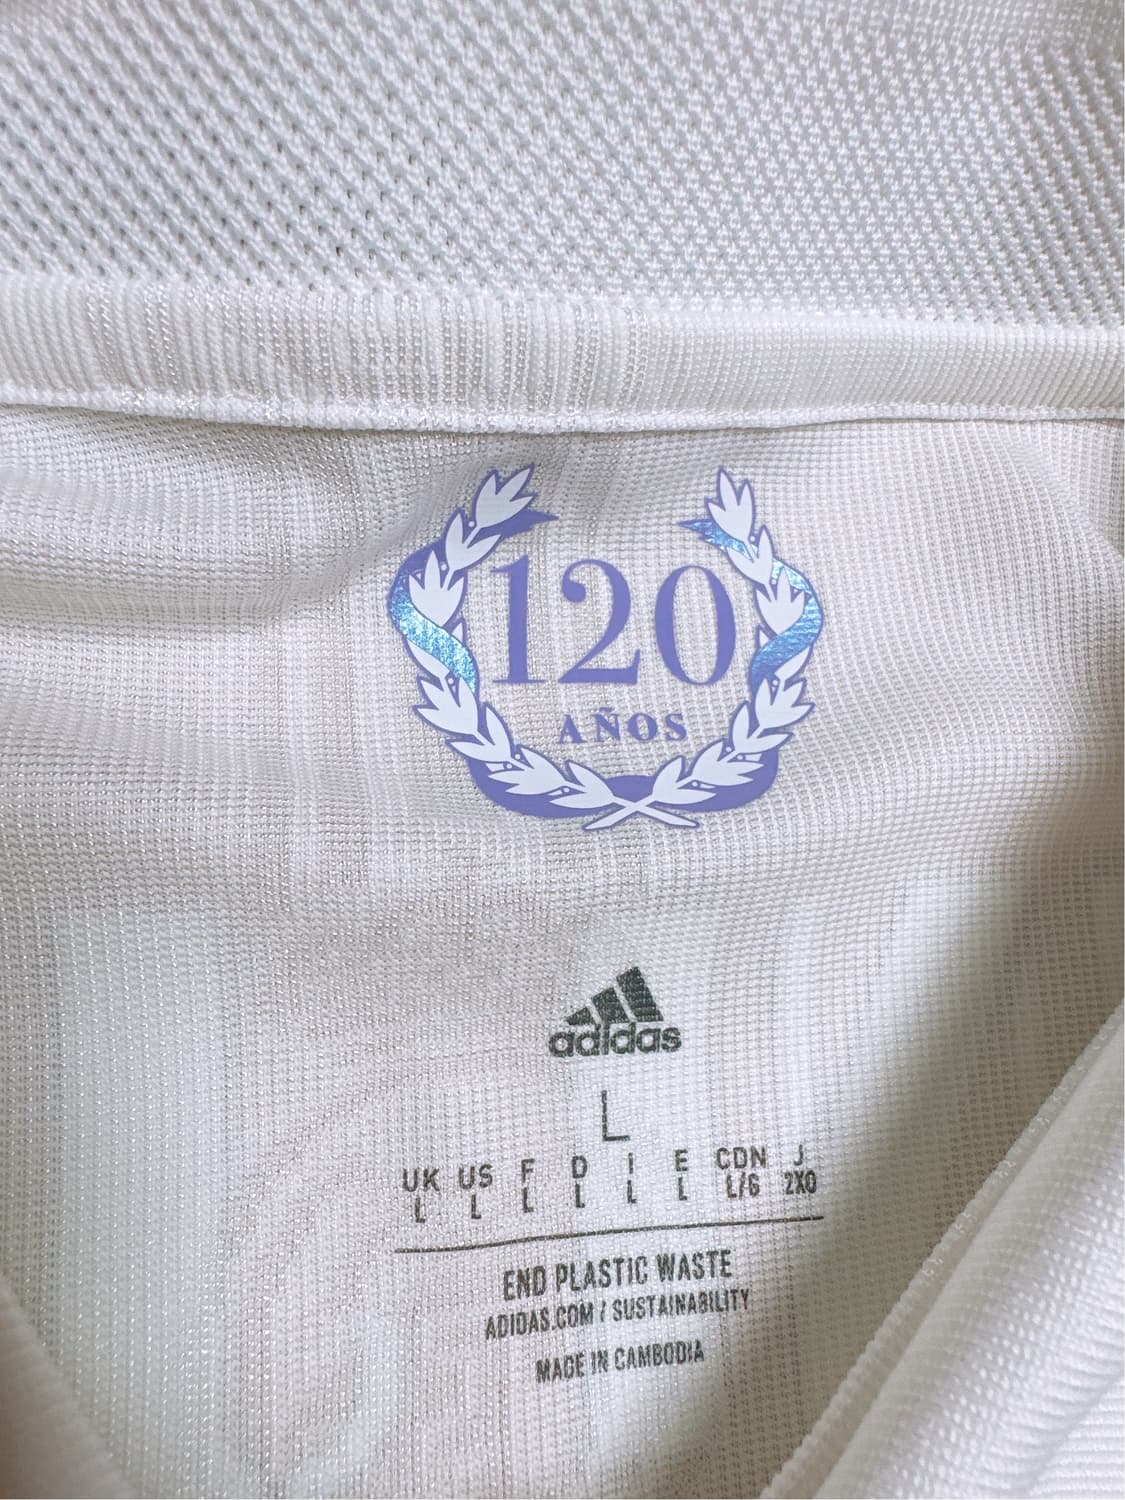 120
AÑOS
adidas
L
UK US F D I E CDN J
L L L L L L L/G 2XO
END PLASTIC WASTE
ADIDAS.COM / SUSTAINABILITY
MADE IN CAMBODIA